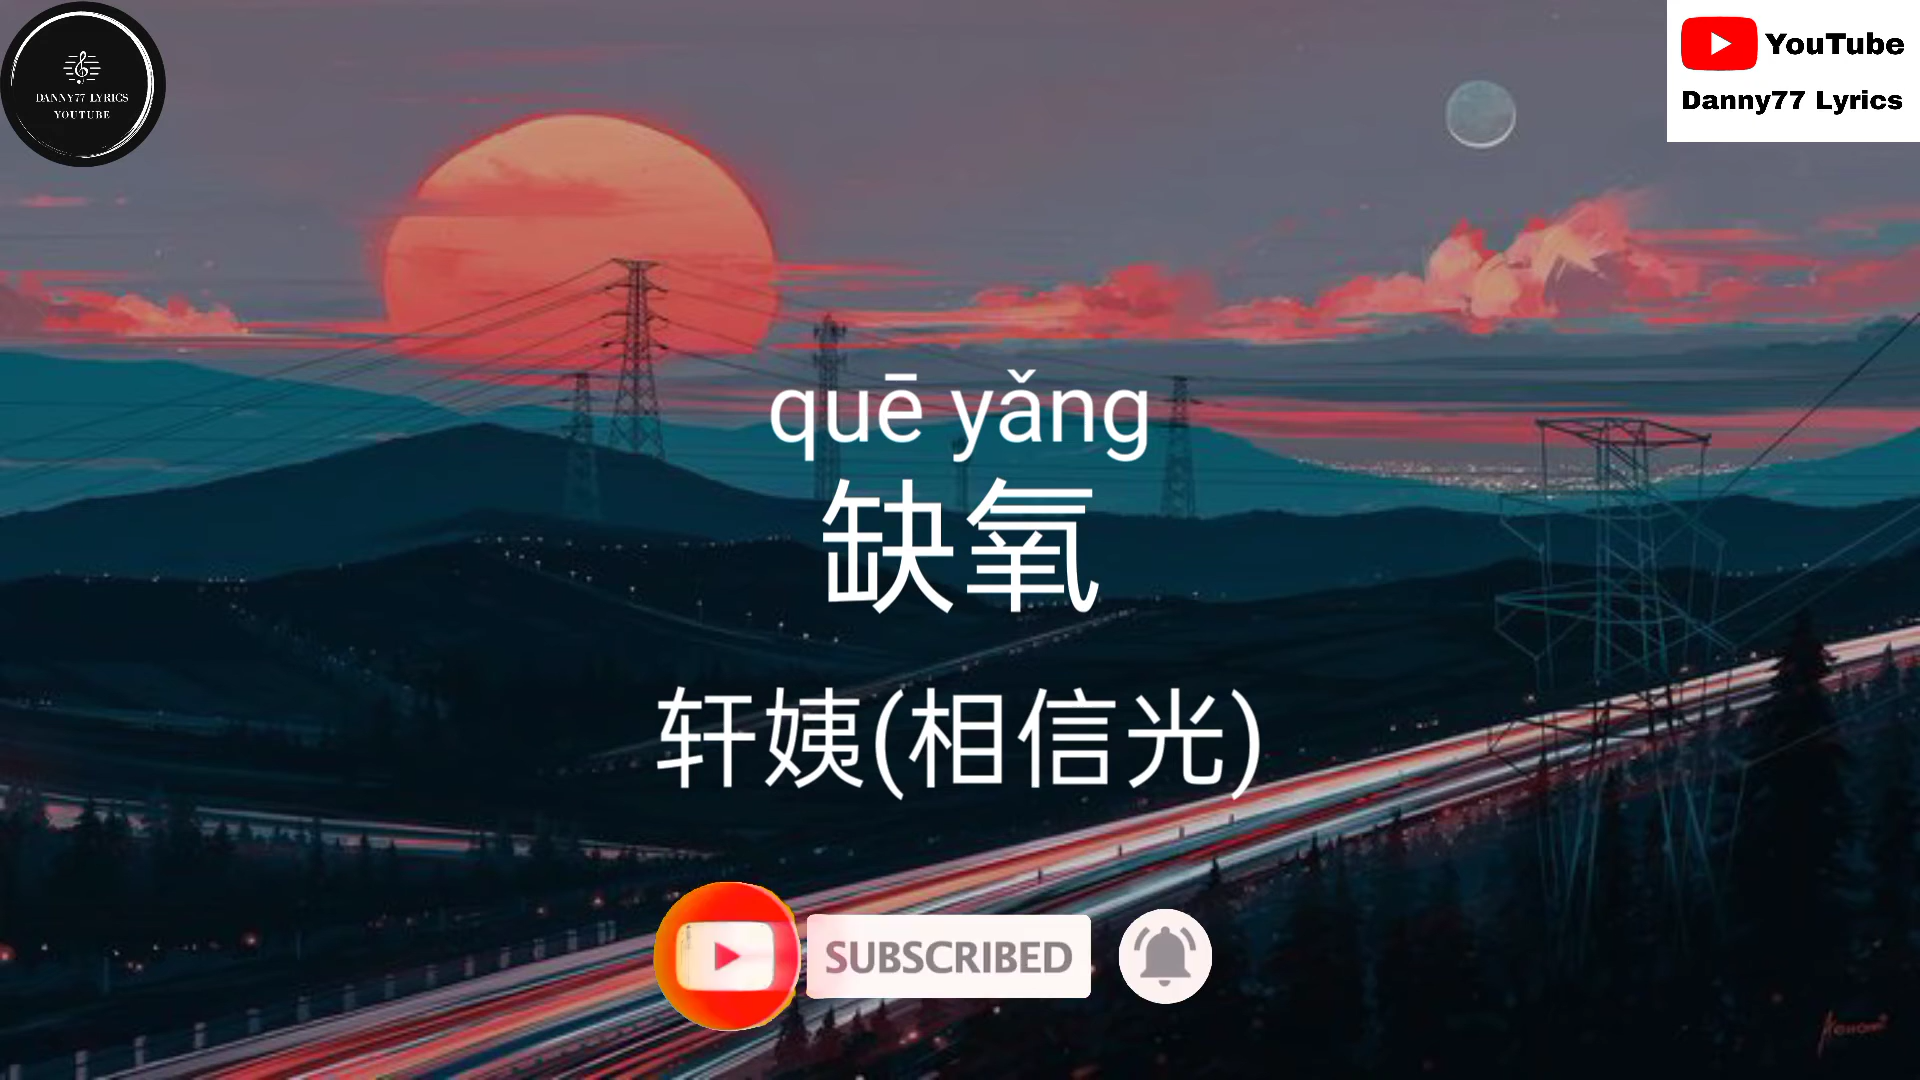 DANNY77 LYRICS
YOUTUBE
YouTube
Danny77 Lyrics
quē yǎng
缺氧
轩姨(相信光)
SUBSCRIBED